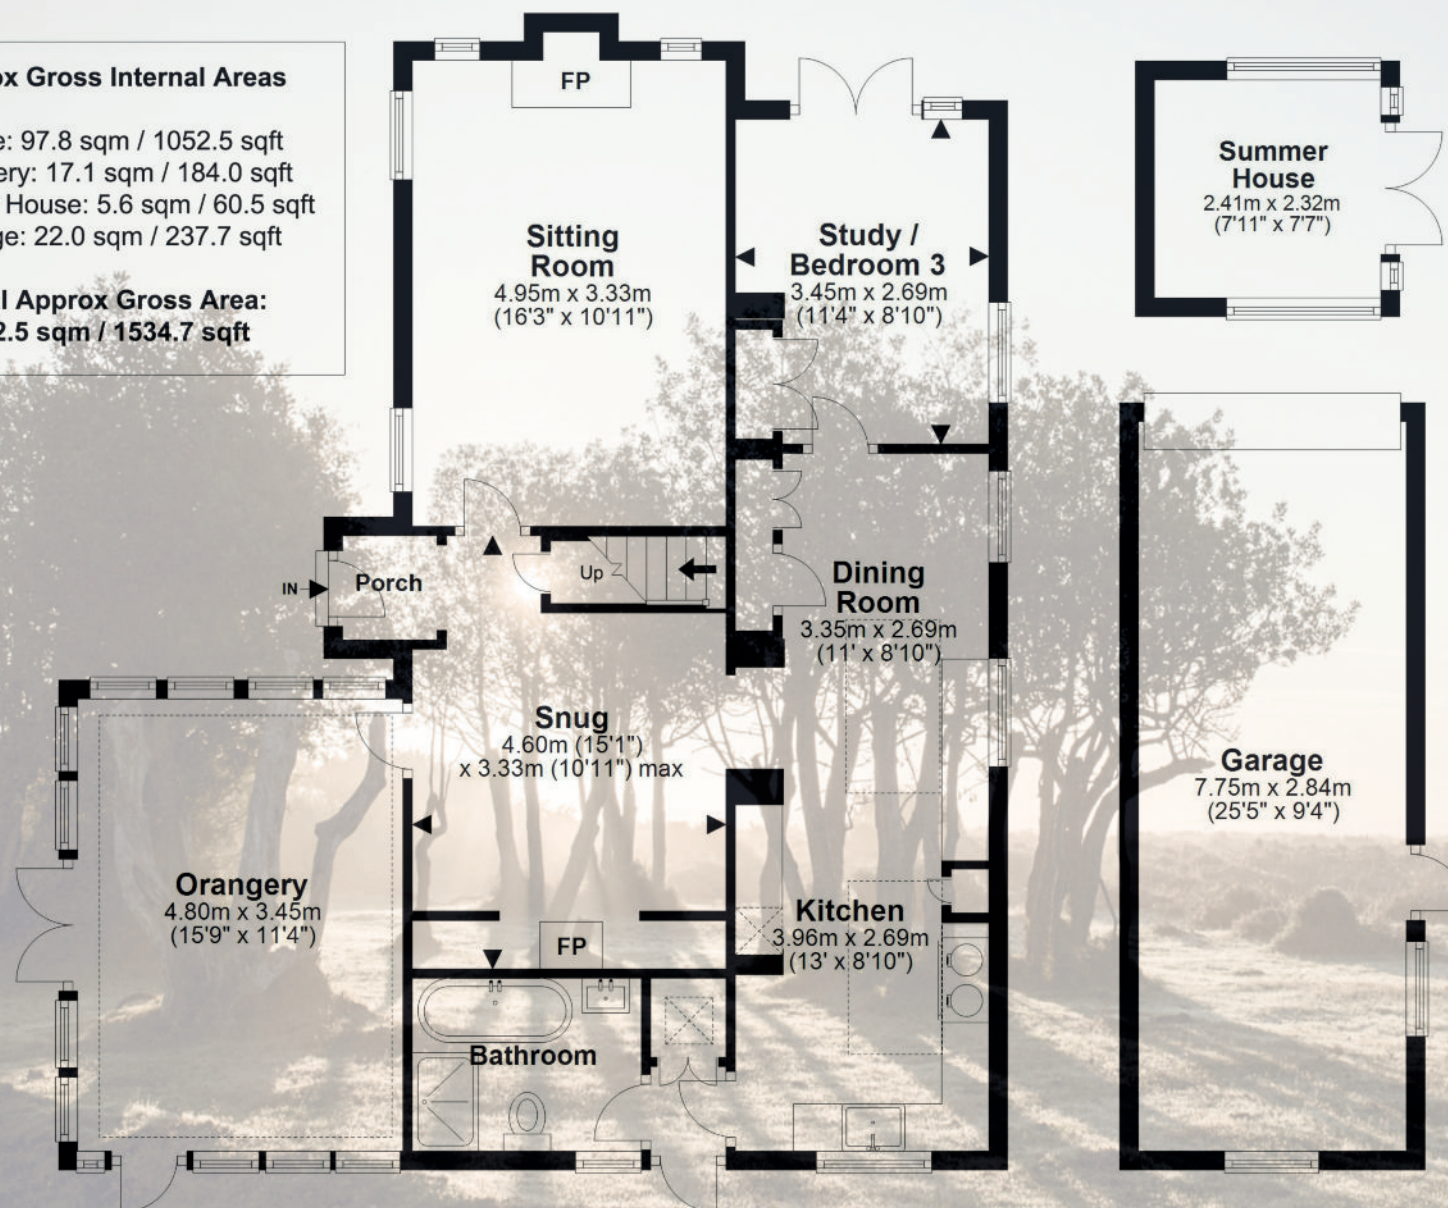 Gross Internal Areas
97.8 sqm / 1052.5 sqft
17.1 sqm / 184.0 sqft
House: 5.6 sqm / 60.5 sqft
22.0 sqm / 237.7 sqft
Approx Gross Area:
sqm / 1534.7 sqft
FP
Sitting
Room
4.95m x 3.33m
(16'3" x 10'11")
Study /
Bedroom 3
3.45m x 2.69m
(11'4" x 8'10")
Summer
House
2.41m x 2.32m
(7'11" x 7'7")
IN
Porch
Up
Dining
Room
3.35m x 2.69m
(11' x 8'10")
Snug
4.60m (15'1")
x 3.33m (10'11") max
Garage
7.75m x 2.84m
(25'5" x 9'4")
Orangery
4.80m x 3.45m
(15'9" x 11'4")
FP
Kitchen
3.96m x 2.69m
(13' x 8'10")
Bathroom